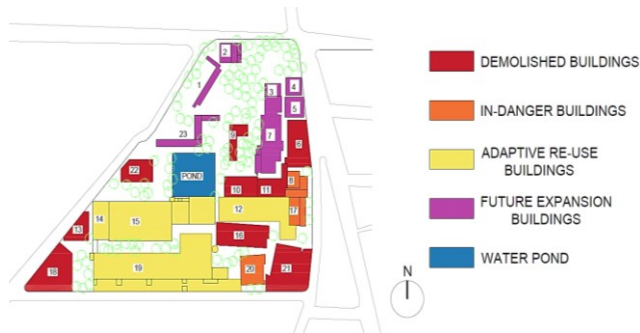 2
1
3
4
5
23
9
7
6
22
POND
10
11
8
14
15
12
17
13
16
18
19
20
21
N
DEMOLISHED BUILDINGS
IN-DANGER BUILDINGS
ADAPTIVE RE-USE
BUILDINGS
FUTURE EXPANSION
BUILDINGS
WATER POND